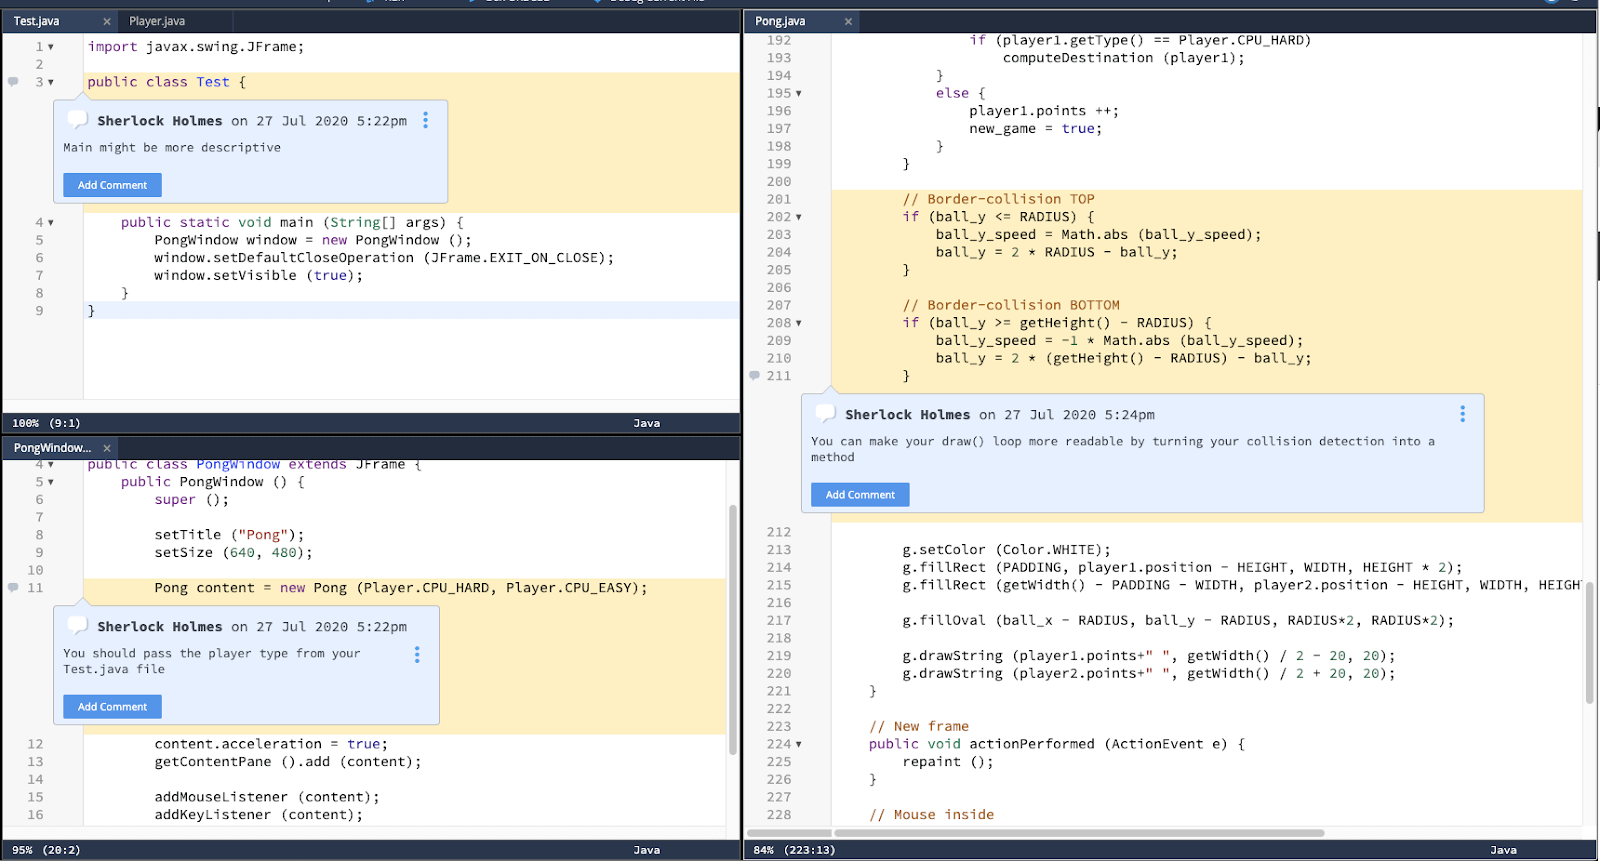 Test.java ×
Player.java
1 import javax.swing.JFrame;
2
3 public class Test {
Sherlock Holmes on 27 Jul 2020 5:22pm
Main might be more descriptive
Add Comment
4 public static void main (String[] args) {
5 PongWindow window = new PongWindow ();
6 window.setDefaultCloseOperation (JFrame.EXIT_ON_CLOSE);
7 window.setVisible (true);
8 }
9 }
100% (9:1) Java
PongWindow... ×
4 public class PongWindow extends JFrame {
5 public PongWindow () {
6 super ();
7
8 setTitle ("Pong");
9 setSize (640, 480);
10
11 Pong content = new Pong (Player.CPU_HARD, Player.CPU_EASY);
Sherlock Holmes on 27 Jul 2020 5:22pm
You should pass the player type from your
Test.java file
Add Comment
12 content.acceleration = true;
13 getContentPane ().add (content);
14
15 addMouseListener (content);
16 addKeyListener (content);
95% (20:2) Java
Pong.java ×
192 if (player1.getType() == Player.CPU_HARD)
193 computeDestination (player1);
194 }
195 else {
196 player1.points ++;
197 new_game = true;
198 }
199 }
200
201 // Border-collision TOP
202 if (ball_y <= RADIUS) {
203 ball_y_speed = Math.abs (ball_y_speed);
204 ball_y = 2 * RADIUS - ball_y;
205 }
206
207 // Border-collision BOTTOM
208 if (ball_y >= getHeight() - RADIUS) {
209 ball_y_speed = -1 * Math.abs (ball_y_speed);
210 ball_y = 2 * (getHeight() - RADIUS) - ball_y;
211 }
Sherlock Holmes on 27 Jul 2020 5:24pm
You can make your draw() loop more readable by turning your collision detection into a
method
Add Comment
212
213 g.setColor (Color.WHITE);
214 g.fillRect (PADDING, player1.position - HEIGHT, WIDTH, HEIGHT * 2);
215 g.fillRect (getWidth() - PADDING - WIDTH, player2.position - HEIGHT, WIDTH, HEIGH
216
217 g.fillOval (ball_x - RADIUS, ball_y - RADIUS, RADIUS*2, RADIUS*2);
218
219 g.drawString (player1.points+" ", getWidth() / 2 - 20, 20);
220 g.drawString (player2.points+" ", getWidth() / 2 + 20, 20);
221 }
222
223 // New frame
224 public void actionPerformed (ActionEvent e) {
225 repaint ();
226 }
227
228 // Mouse inside
84% (223:13) Java